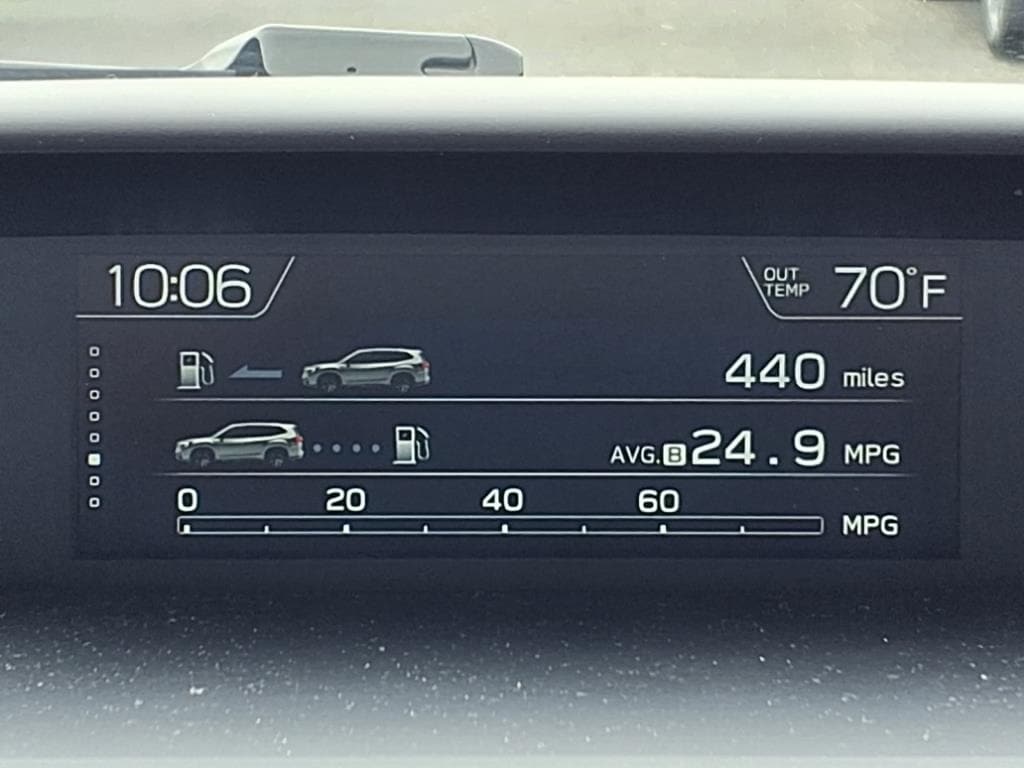 10:06
OUT TEMP 70°F
440 miles
AVG. B 24.9 MPG
0 20 40 60
MPG